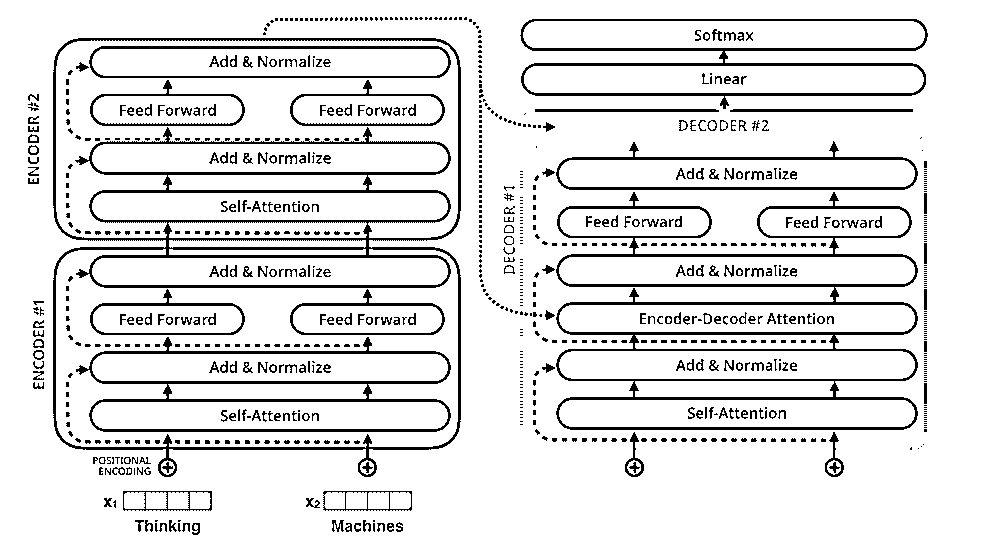 ENCODER #2
Add & Normalize
Feed Forward Feed Forward
Add & Normalize
Self-Attention
ENCODER #1
Add & Normalize
Feed Forward Feed Forward
Add & Normalize
Self-Attention
POSITIONAL
ENCODING
x1 x2
Thinking Machines
Softmax
Linear
DECODER #2
DECODER #1
Add & Normalize
Feed Forward Feed Forward
Add & Normalize
Encoder-Decoder Attention
Add & Normalize
Self-Attention